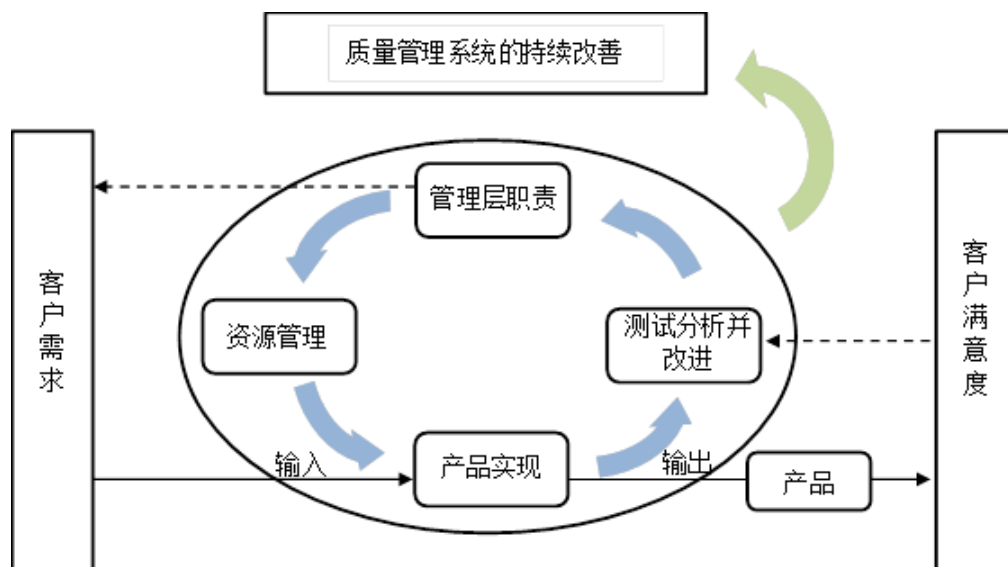 质量管理系统的持续改善
管理层职责
客户需求
资源管理
测试分析并
改进
客户满意度
输入
产品实现
输出
产品